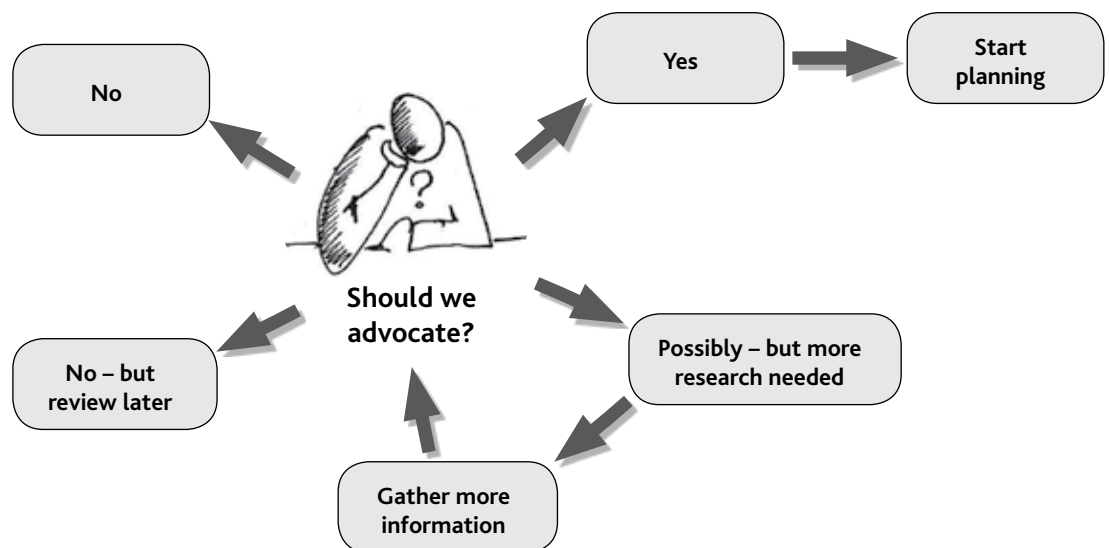 No
Yes
Start
planning
?
Should we
advocate?
No – but
review later
Possibly – but more
research needed
Gather more
information